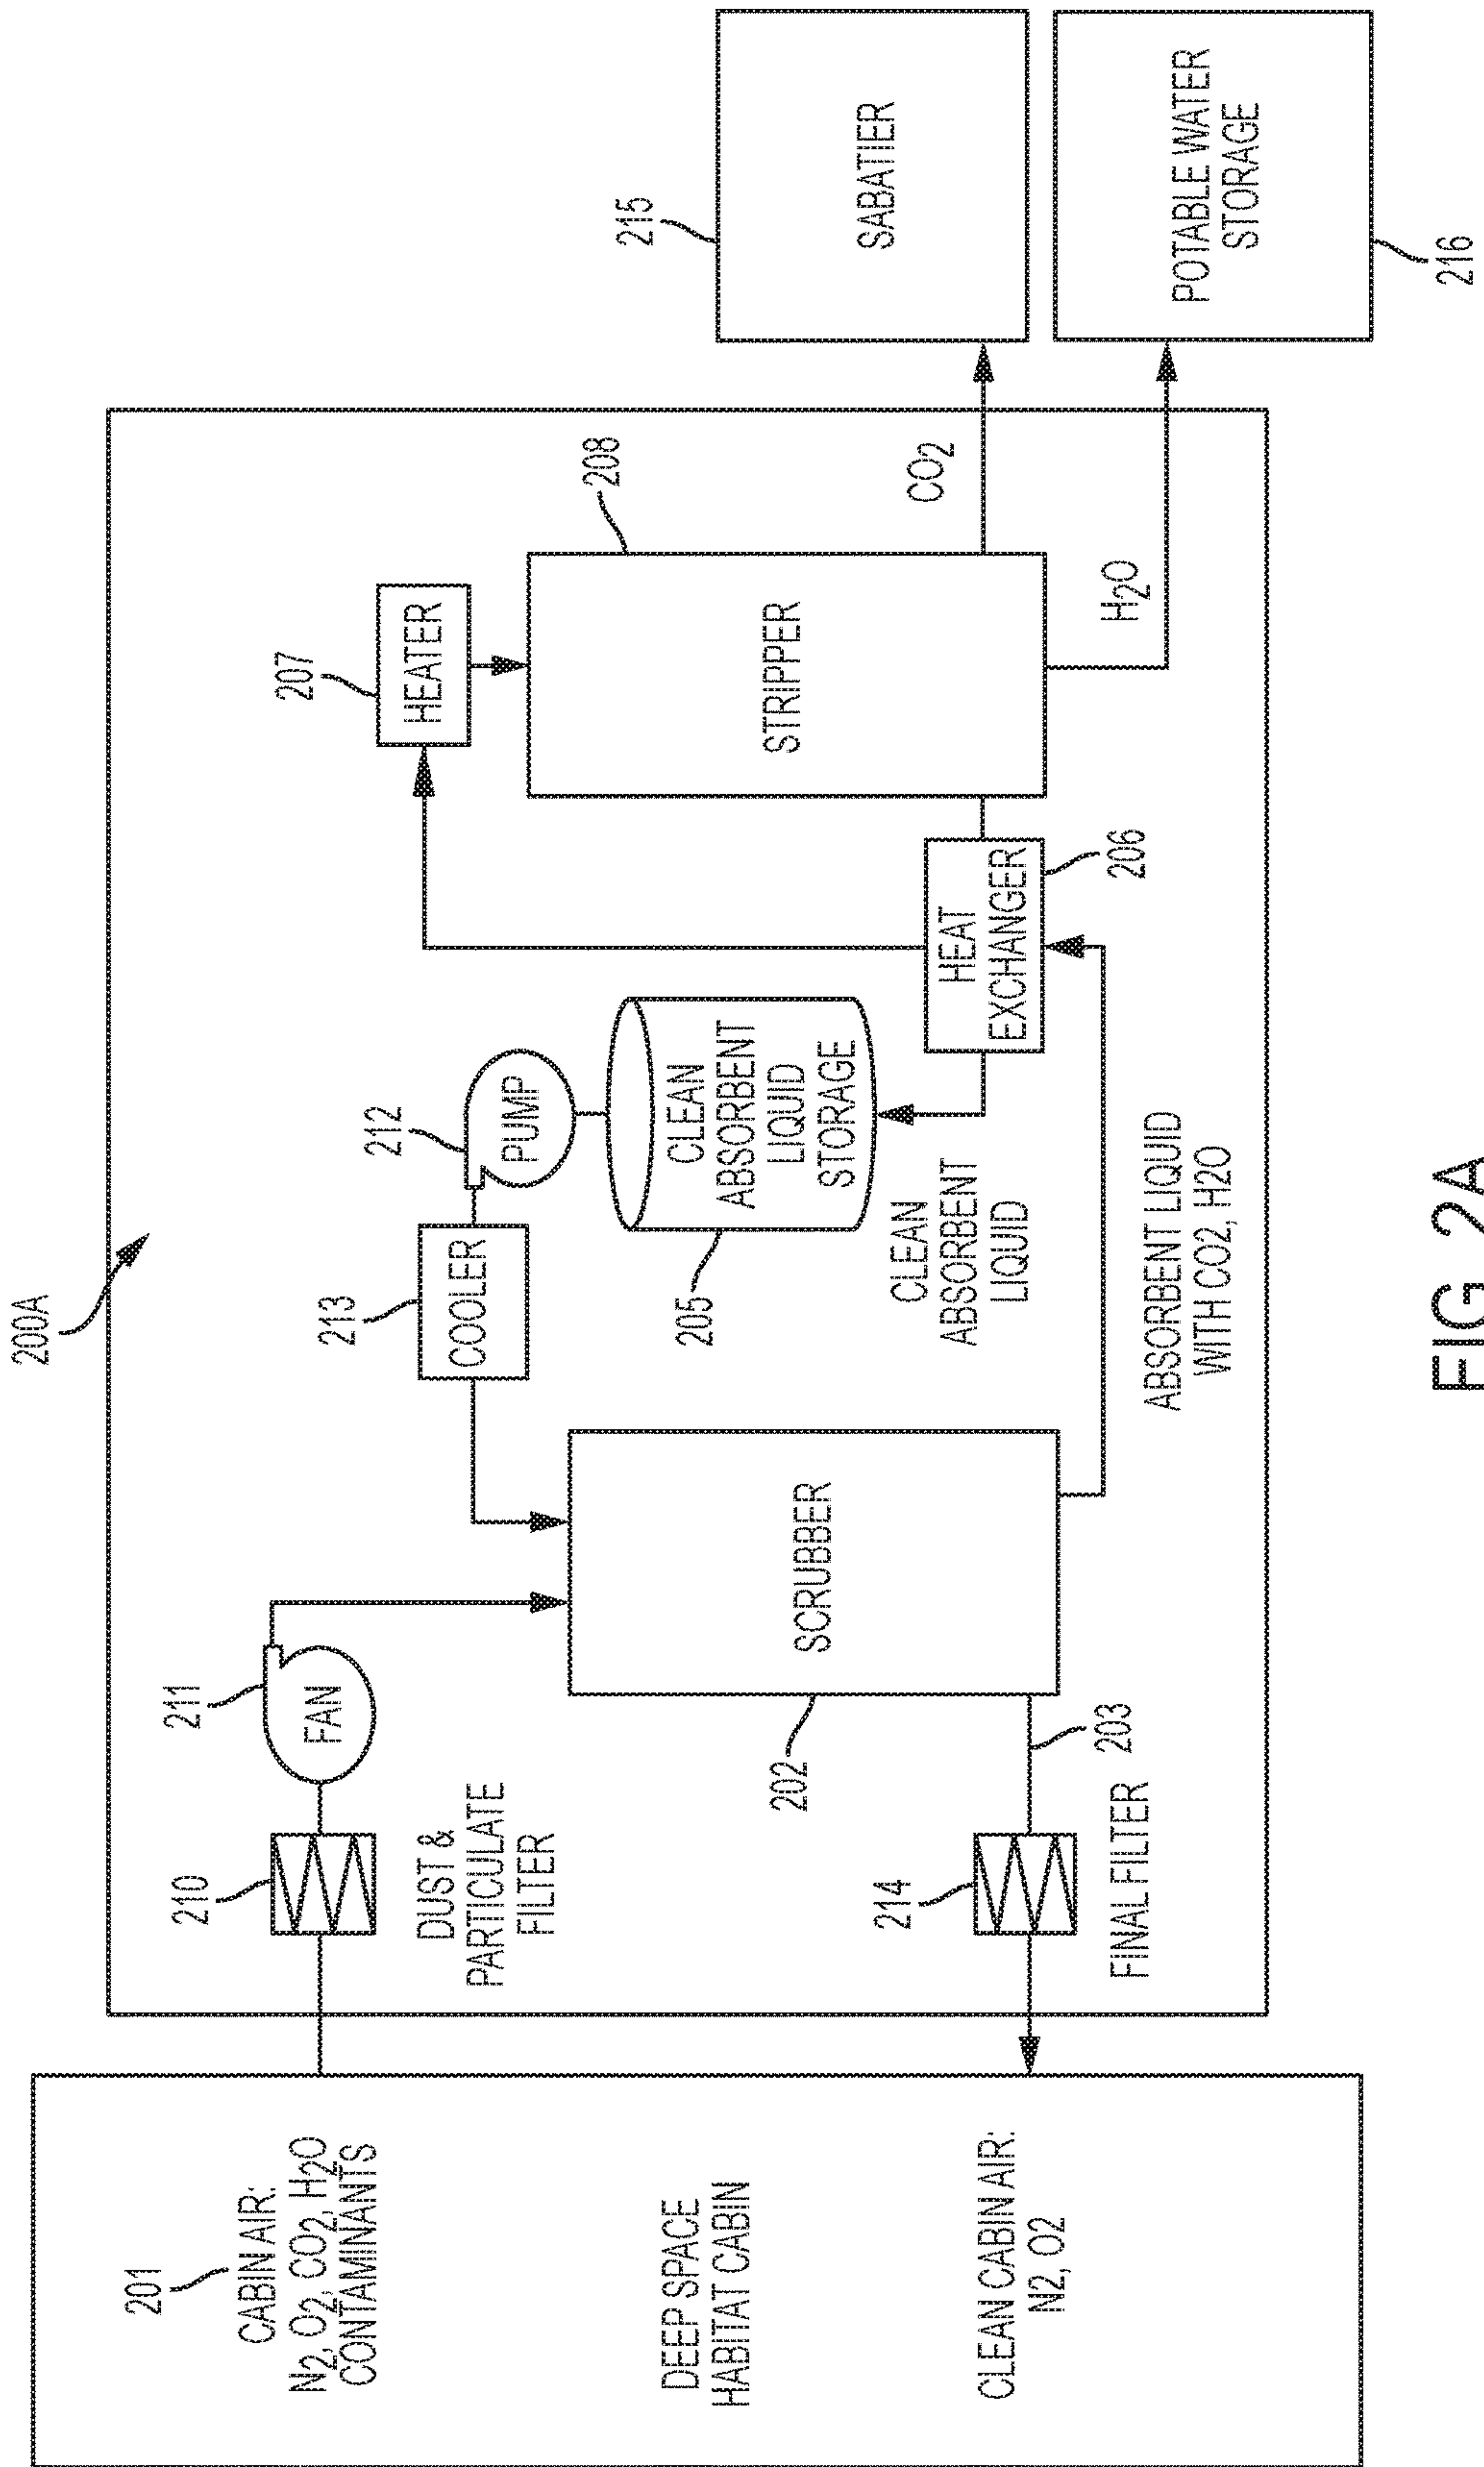 200A
201
CABIN AIR:
N2, O2, CO2, H2O
CONTAMINANTS
DEEP SPACE
HABITAT CABIN
CLEAN CABIN AIR:
N2, O2
210
DUST &
PARTICULATE
FILTER
211
FAN
214
FINAL FILTER
203
202
SCRUBBER
213
COOLER
212
PUMP
205
CLEAN
ABSORBENT
LIQUID
STORAGE
CLEAN
ABSORBENT
LIQUID
ABSORBENT LIQUID
WITH CO2, H2O
HEAT
EXCHANGER
206
207
HEATER
208
STRIPPER
CO2
H2O
215
SABATIER
POTABLE WATER
STORAGE
216
FIG. 2A